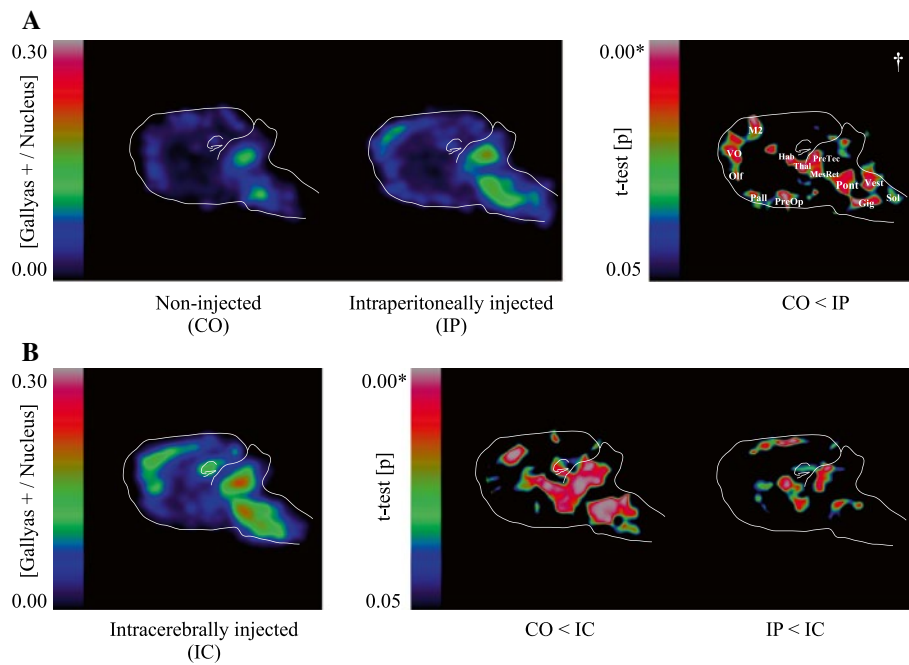 A
0.30
[Gallyas + / Nucleus]
0.00
Non-injected
(CO)
Intraperitoneally injected
(IP)
0.00*
t-test [p]
0.05
†
M2
VO
Olf
Hab
Thal
PreTec
MesRet
Pall
PreOp
Pont
Vest
Gig
Sol
CO < IP
B
0.30
[Gallyas + / Nucleus]
0.00
Intracerebrally injected
(IC)
0.00*
t-test [p]
0.05
CO < IC
IP < IC